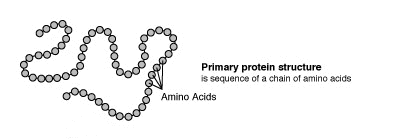 Primary protein structure
is sequence of a chain of amino acids
Amino Acids